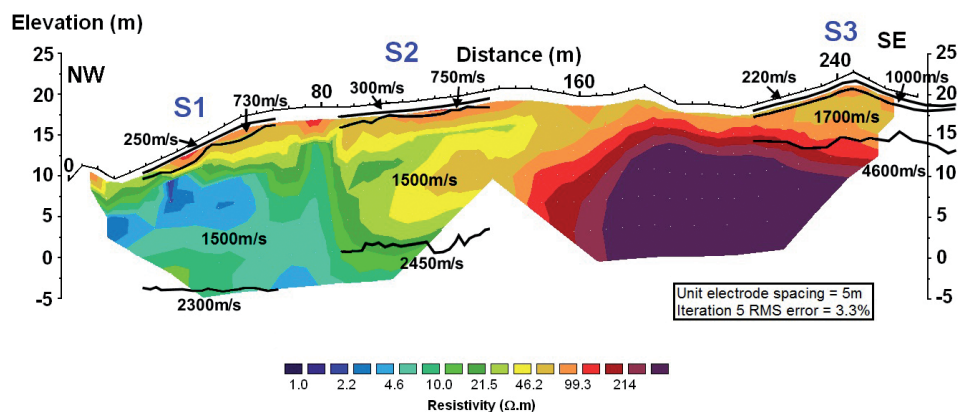 Elevation (m)
S1
S2
S3
NW
Distance (m)
SE
25
20
15
10
5
0
-5
0
80
160
240
250m/s
730m/s
300m/s
750m/s
220m/s
1000m/s
1700m/s
1500m/s
1500m/s
4600m/s
2450m/s
2300m/s
25
20
15
10
5
0
-5
Unit electrode spacing = 5m
Iteration 5 RMS error = 3.3%
1.0 2.2 4.6 10.0 21.5 46.2 99.3 214
Resistivity (Ω.m)